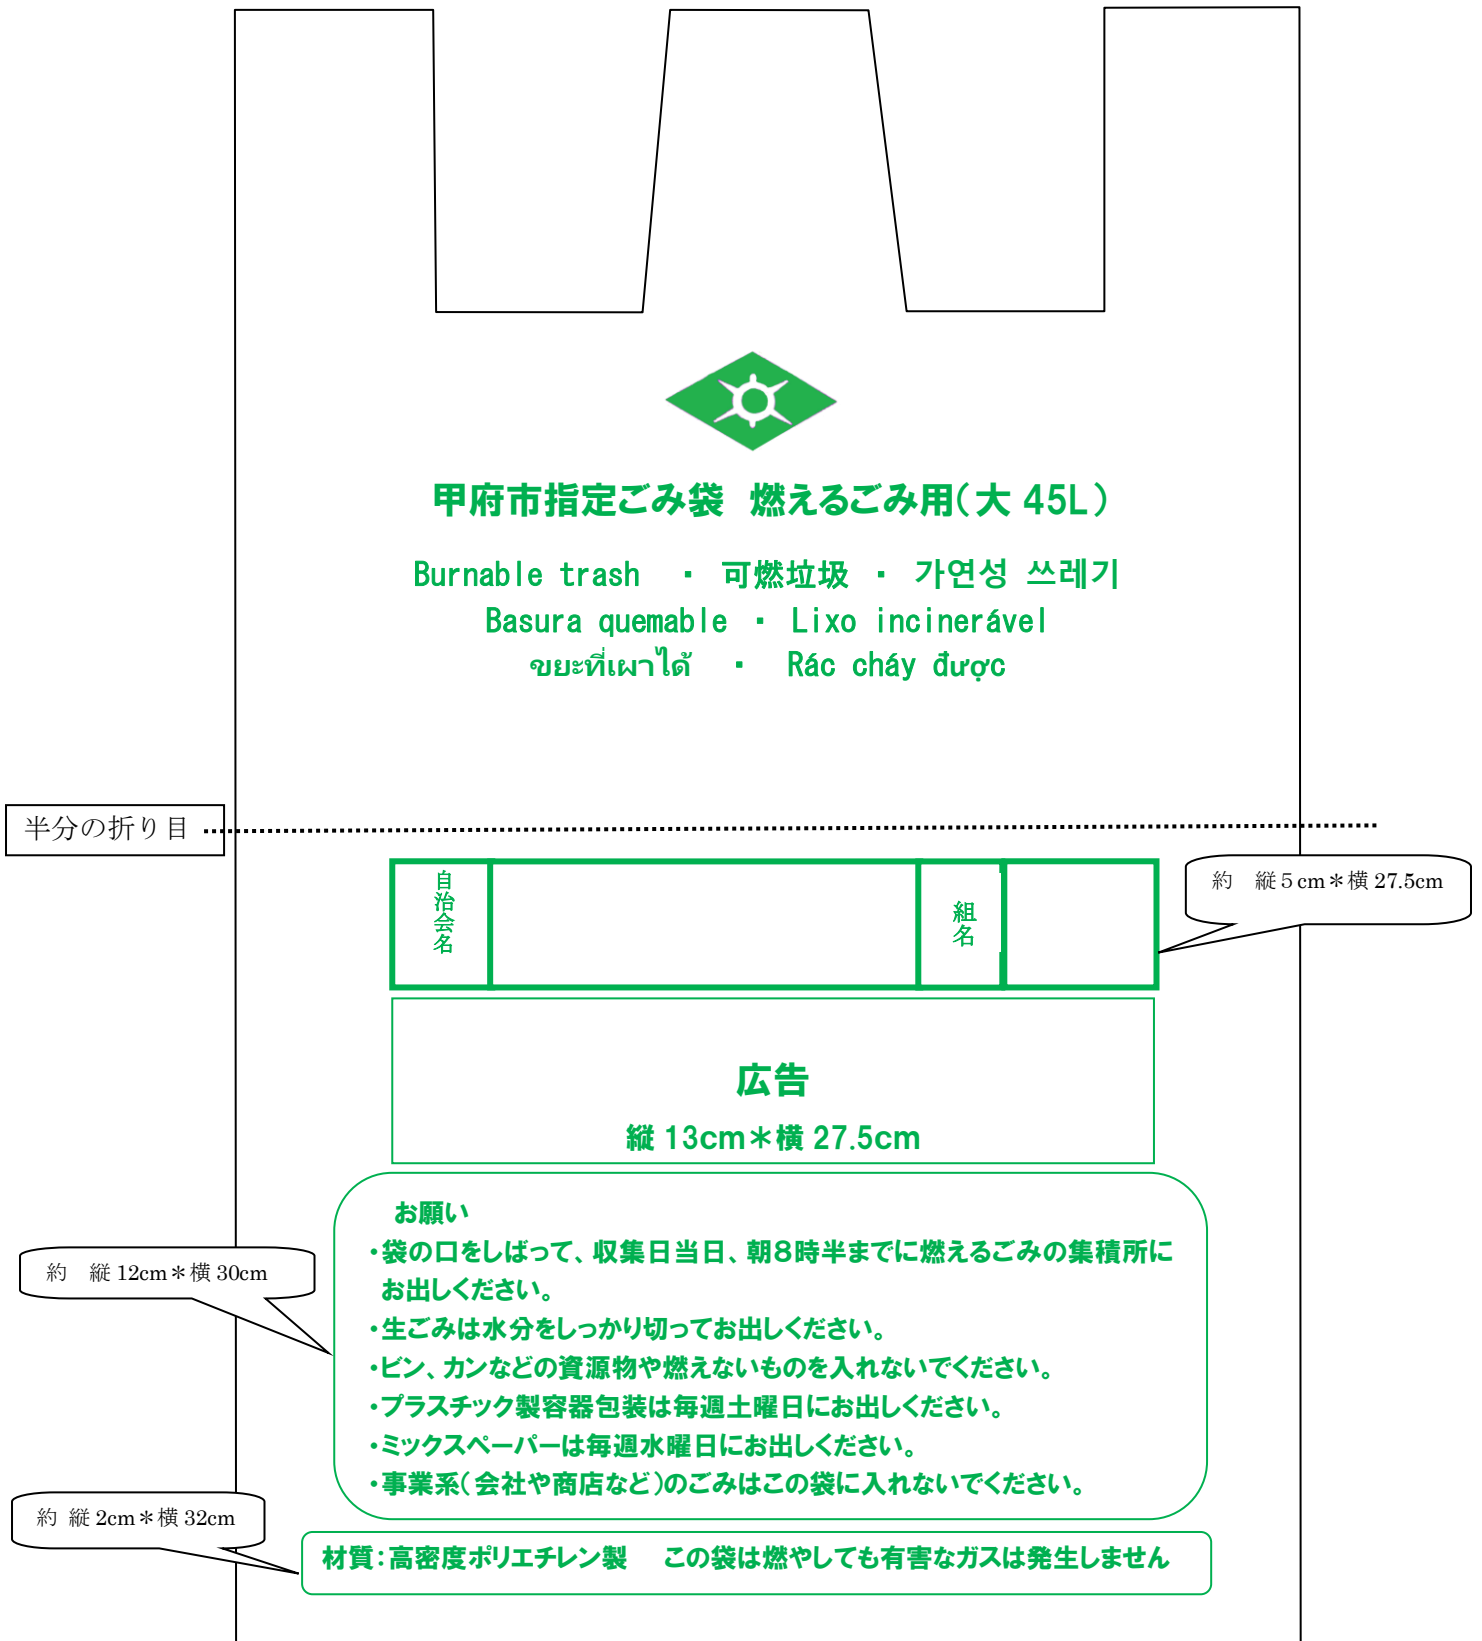 甲府市指定ごみ袋　燃えるごみ用（大 45L）
Burnable trash　・　可燃垃圾　・　가연성 쓰레기
Basura quemable　・　Lixo incinerável
ขยะที่เผาได้　・　Rác cháy được
半分の折り目
自治会名
組名
約　縦５cm＊横 27.5cm
広告
縦 13cm＊横 27.5cm
お願い
・袋の口をしばって、収集日当日、朝８時半までに燃えるごみの集積所に
お出しください。
・生ごみは水分をしっかり切ってお出しください。
・ビン、カンなどの資源物や燃えないものを入れないでください。
・プラスチック製容器包装は毎週土曜日にお出しください。
・ミックスペーパーは毎週水曜日にお出しください。
・事業系（会社や商店など）のごみはこの袋に入れないでください。
約　縦 12cm＊横 30cm
材質：高密度ポリエチレン製　この袋は燃やしても有害なガスは発生しません
約 縦 2cm＊横 32cm